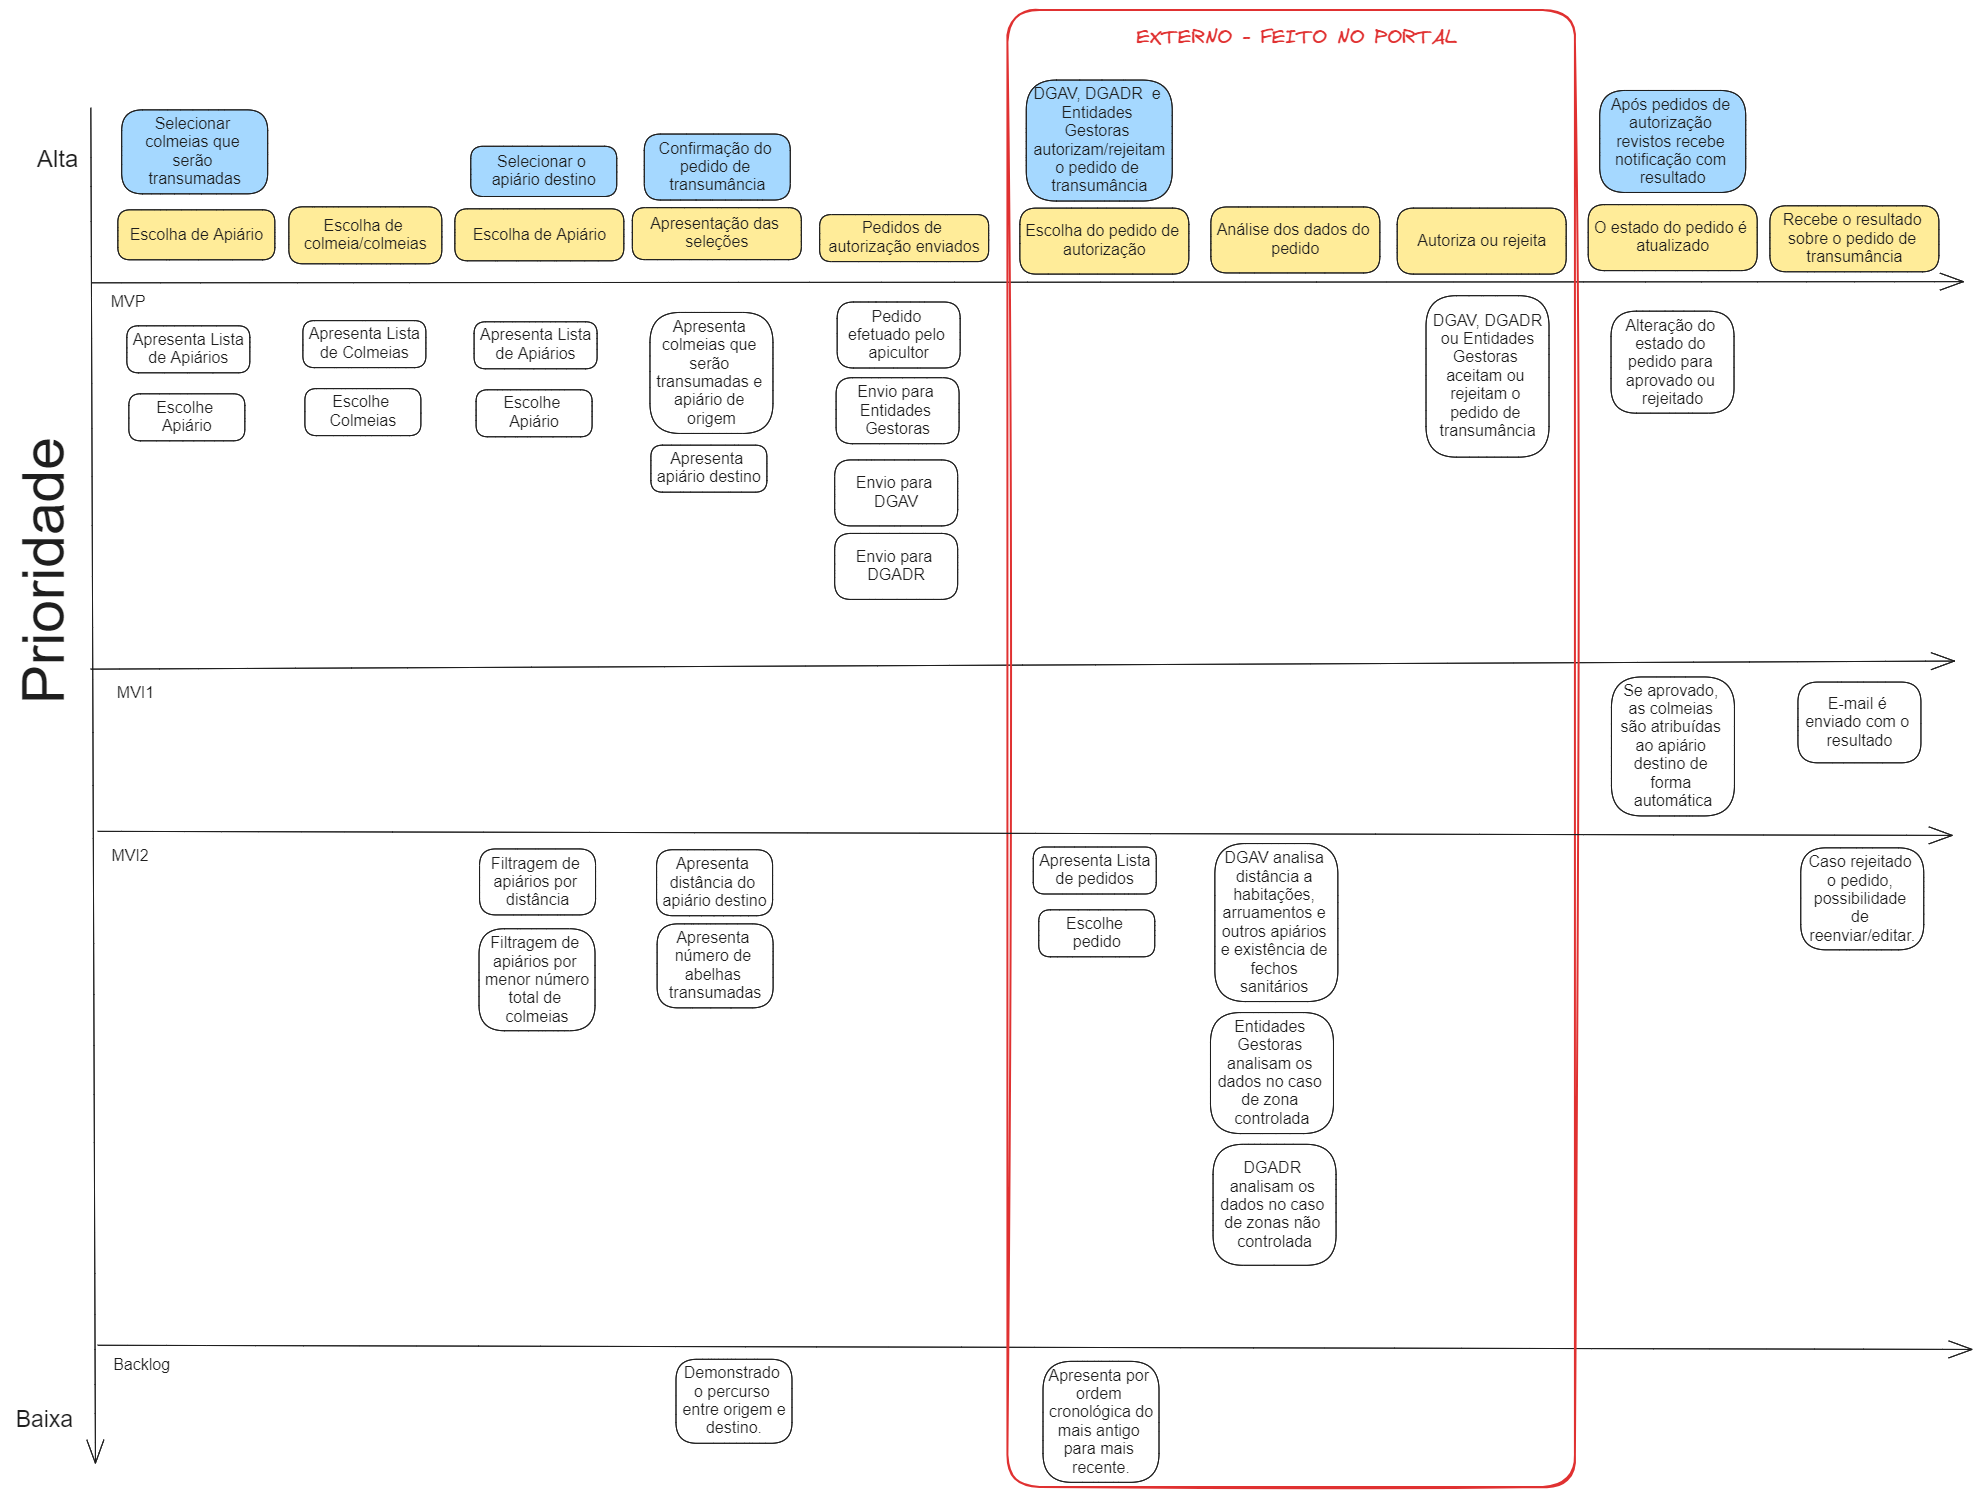 EXTERNO - FEITO NO PORTAL
Prioridade
Alta
Selecionar
colmeias que
serão
transumadas
Selecionar o
apiário destino
Confirmação do
pedido de
transumância
DGAV, DGADR e
Entidades
Gestoras
autorizam/rejeitam
o pedido de
transumância
Após pedidos de
autorização
revistos recebe
notificação com
resultado
Escolha de Apiário
Escolha de
colmeia/colmeias
Escolha de Apiário
Apresentação das
seleções
Pedidos de
autorização enviados
Escolha do pedido de
autorização
Análise dos dados do
pedido
Autoriza ou rejeita
O estado do pedido é
atualizado
Recebe o resultado
sobre o pedido de
transumância
MVP
Apresenta Lista
de Apiários
Escolhe
Apiário
Apresenta Lista
de Colmeias
Escolhe
Colmeias
Apresenta Lista
de Apiários
Escolhe
Apiário
Apresenta
colmeias que
serão
transumadas e
apiário de
origem
Apresenta
apiário destino
Pedido
efetuado pelo
apicultor
Envio para
Entidades
Gestoras
Envio para
DGAV
Envio para
DGADR
DGAV, DGADR
ou Entidades
Gestoras
aceitam ou
rejeitam o
pedido de
transumância
Alteração do
estado do
pedido para
aprovado ou
rejeitado
MVI1
Se aprovado,
as colmeias
são atribuídas
ao apiário
destino de
forma
automática
E-mail é
enviado com o
resultado
MVI2
Filtragem de
apiários por
distância
Filtragem de
apiários por
menor número
total de
colmeias
Apresenta
distância do
apiário destino
Apresenta
número de
abelhas
transumadas
Apresenta Lista
de pedidos
Escolhe
pedido
DGAV analisa
distância a
habitações,
arruamentos e
outros apiários
e existência de
fechos
sanitários
Entidades
Gestoras
analisam os
dados no caso
de zona
controlada
DGADR
analisam os
dados no caso
de zonas não
controlada
Caso rejeitado
o pedido,
possibilidade
de
reenviar/editar.
Backlog
Demonstrado
o percurso
entre origem e
destino.
Apresenta por
ordem
cronológica do
mais antigo
para mais
recente.
Baixa